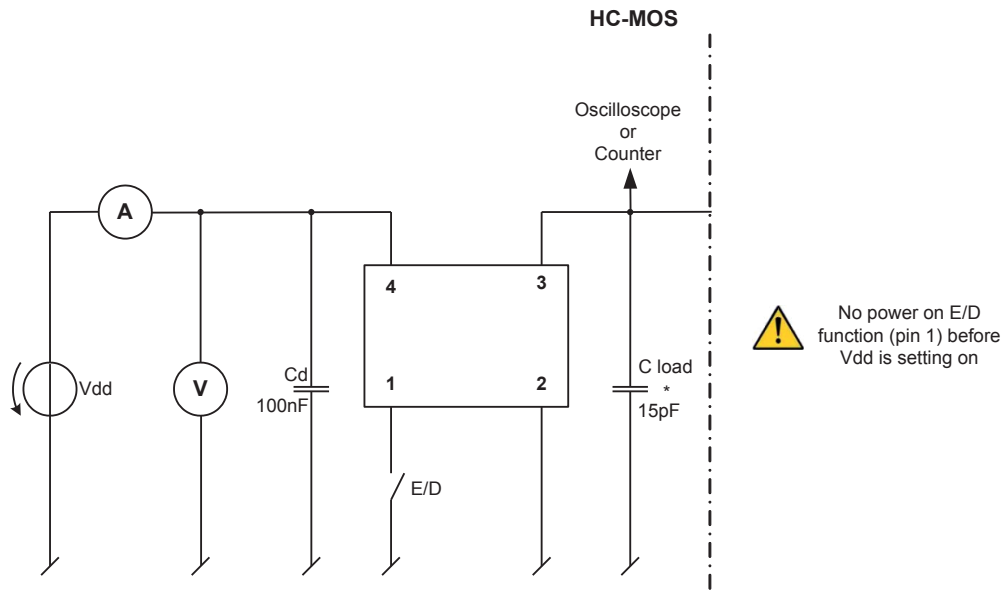 HC-MOS
Oscilloscope
or
Counter
A
4
3
No power on E/D
function (pin 1) before
Vdd is setting on
Vdd
V
Cd
100nF
1
2
C load
*
15pF
E/D